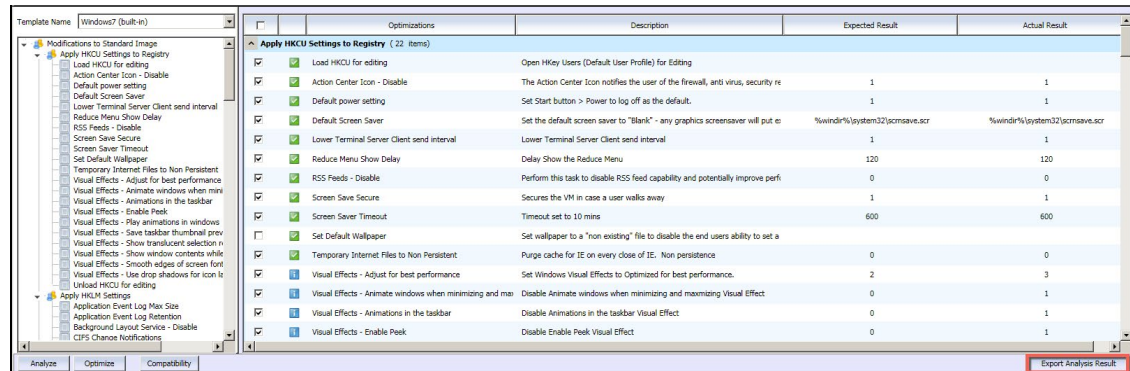 Template Name Windows7 (built-in)
Modifications to Standard Image
Apply HKCU Settings to Registry
Load HKCU for editing
Action Center Icon - Disable
Default power setting
Default Screen Saver
Lower Terminal Server Client send interval
Reduce Menu Show Delay
RSS Feeds - Disable
Screen Save Secure
Screen Saver Timeout
Set Default Wallpaper
Temporary Internet Files to Non Persistent
Visual Effects - Adjust for best performance
Visual Effects - Animate windows when mini
Visual Effects - Animations in the taskbar
Visual Effects - Enable Peek
Visual Effects - Play animations in windows
Visual Effects - Save taskbar thumbnail prev
Visual Effects - Show translucent selection r
Visual Effects - Show window contents while
Visual Effects - Smooth edges of screen font
Visual Effects - Use drop shadows for icon la
Unload HKCU for editing
Apply HKLM Settings
Application Event Log Max Size
Application Event Log Retention
Background Layout Service - Disable
CIFS Change Notifications
Optimizations Description Expected Result Actual Result
Apply HKCU Settings to Registry ( 22 items)
Load HKCU for editing Open HKey Users (Default User Profile) for Editing
Action Center Icon - Disable The Action Center Icon notifies the user of the firewall, anti virus, security re 1 1
Default power setting Set Start button > Power to log off as the default. 1 1
Default Screen Saver Set the default screen saver to "Blank" - any graphics screensaver will put e %windir%\system32\scrnsave.scr %windir%\system32\scrnsave.scr
Lower Terminal Server Client send interval Lower Terminal Server Client send interval 1 1
Reduce Menu Show Delay Delay Show the Reduce Menu 120 120
RSS Feeds - Disable Perform this task to disable RSS feed capability and potentially improve perf 0 0
Screen Save Secure Secures the VM in case a user walks away 1 1
Screen Saver Timeout Timeout set to 10 mins 600 600
Set Default Wallpaper Set wallpaper to a "non existing" file to disable the end users ability to set a
Temporary Internet Files to Non Persistent Purge cache for IE on every close of IE. Non persistence 0 0
Visual Effects - Adjust for best performance Set Windows Visual Effects to Optimized for best performance. 2 3
Visual Effects - Animate windows when minimizing and max Disable Animate windows when minimizing and maxmizing Visual Effect 0 1
Visual Effects - Animations in the taskbar Disable Animations in the taskbar Visual Effect 0 1
Visual Effects - Enable Peek Disable Enable Peek Visual Effect 0 1
Analyze Optimize Compatibility Export Analysis Result